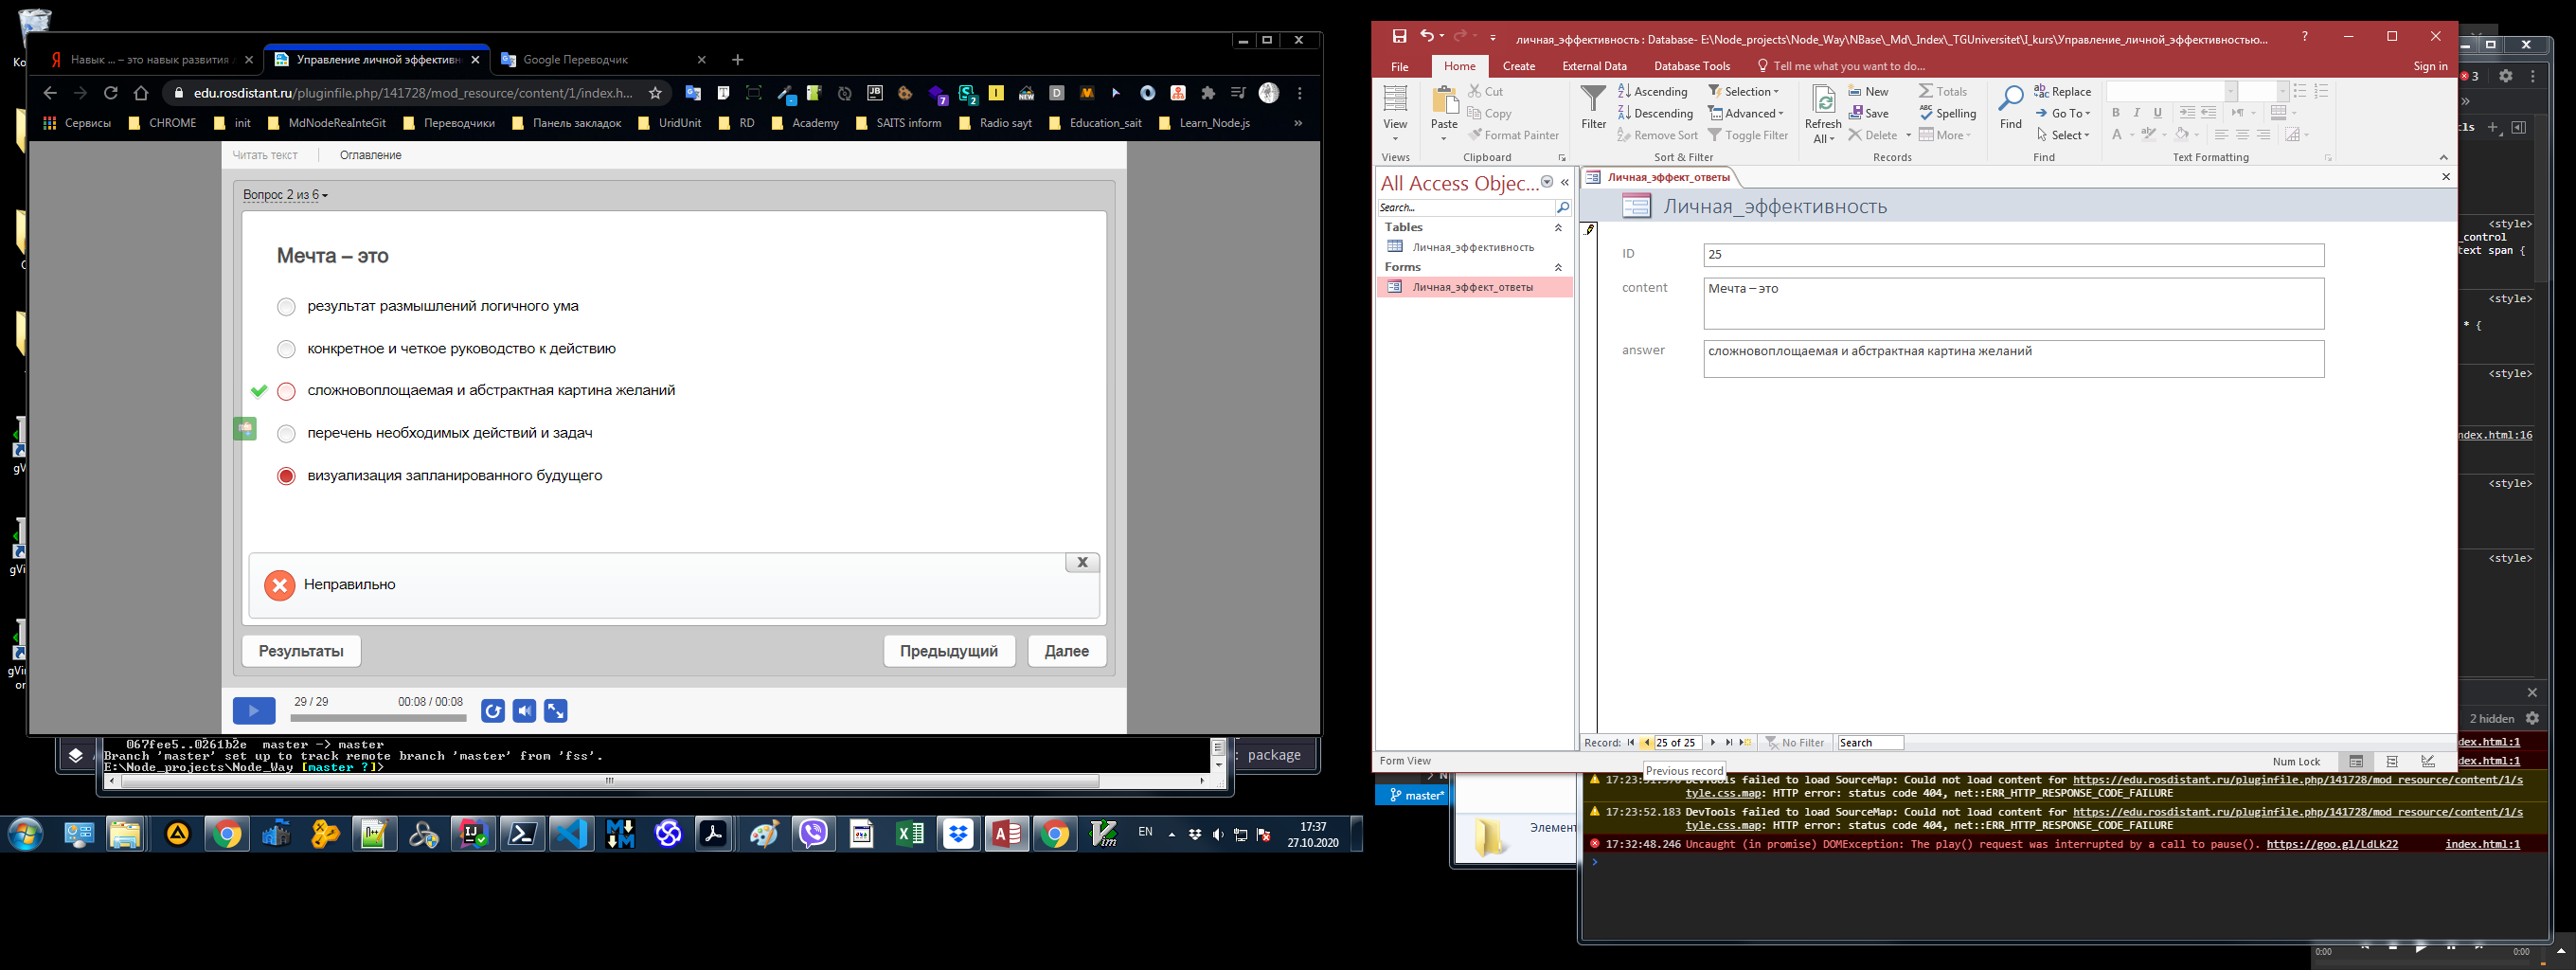 Навык ... – это навык развития
Управление личной эффективн
Google Переводчик
edu.rosdistant.ru/pluginfile.php/141728/mod_resource/content/1/index.h...
Сервисы
CHROME
init
MdNodeReaInteGit
Переводчики
Панель закладок
UridUnit
RD
Academy
SAITS inform
Radio sayt
Education_sait
Learn_Node.js
»
Читать текст
Оглавление
Вопрос 2 из 6
Мечта – это
результат размышлений логичного ума
конкретное и четкое руководство к действию
сложновоплощаемая и абстрактная картина желаний
перечень необходимых действий и задач
визуализация запланированного будущего
X
Неправильно
Результаты
Предыдущий
Далее
29 / 29
00:08 / 00:08
067fee5..0261b2e  master -> master
Branch 'master' set up to track remote branch 'master' from 'fss'.
E:\Node_projects\Node_Way [master ?]>
: package
EN
17:37
27.10.2020
личная_эффективность : Database- E:\Node_projects\Node_Way\NBase\_Md\_Index\_TGUniversitet\I_kurs\Управление_личной_эффективностью...
?
File
Home
Create
External Data
Database Tools
Tell me what you want to do...
Sign in
View
Paste
Cut
Copy
Format Painter
Filter
Ascending
Descending
Remove Sort
Selection
Advanced
Toggle Filter
Refresh
All
New
Save
Delete
Totals
Spelling
More
Find
Replace
Go To
Select
B I U
Views
Clipboard
Sort & Filter
Records
Find
Text Formatting
All Access Objec...
Search...
Tables
Личная_эффективность
Forms
Личная_эффект_ответы
Личная_эффект_ответы
Личная_эффективность
ID
25
content
Мечта – это
answer
сложновоплощаемая и абстрактная картина желаний
Record:
25 of 25
No Filter
Search
Form View
Num Lock
Previous record
master*
Элемент
3
cls
<style>
_control
text span {
<style>
* {
<style>
ndex.html:16
<style>
<style>
2 hidden
dex.html:1
dex.html:1
DevTools failed to load SourceMap: Could not load content for https://edu.rosdistant.ru/pluginfile.php/141728/mod_resource/content/1/s
tyle.css.map: HTTP error: status code 404, net::ERR_HTTP_RESPONSE_CODE_FAILURE
17:23:52.183 DevTools failed to load SourceMap: Could not load content for https://edu.rosdistant.ru/pluginfile.php/141728/mod_resource/content/1/s
tyle.css.map: HTTP error: status code 404, net::ERR_HTTP_RESPONSE_CODE_FAILURE
17:32:48.246 Uncaught (in promise) DOMException: The play() request was interrupted by a call to pause(). https://goo.gl/LdLk22
index.html:1
0:00
0:00